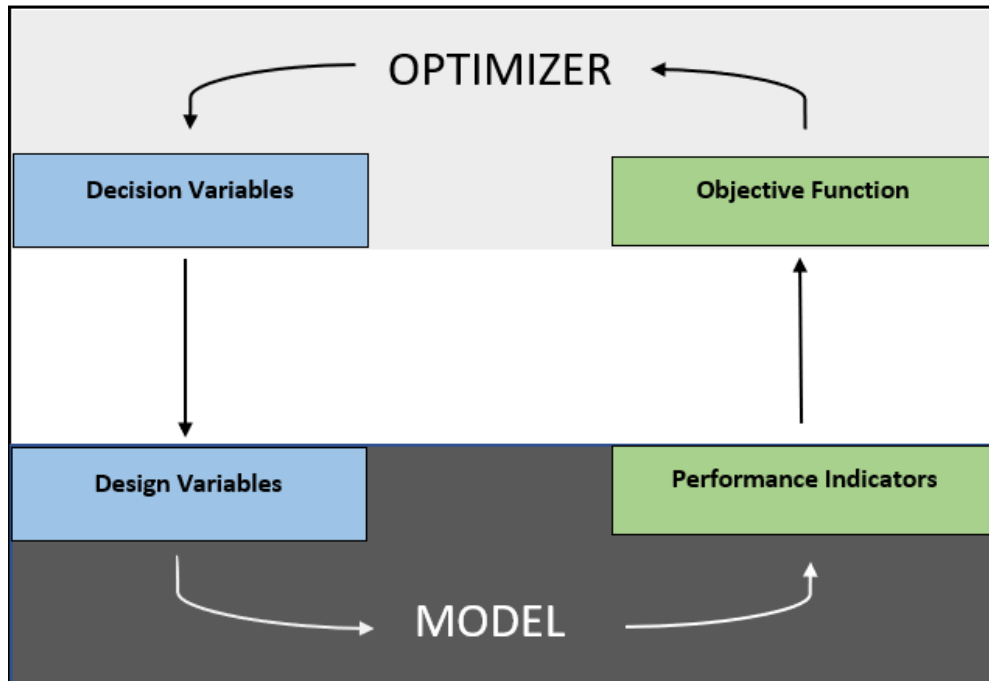 OPTIMIZER
Decision Variables
Objective Function
Design Variables
Performance Indicators
MODEL